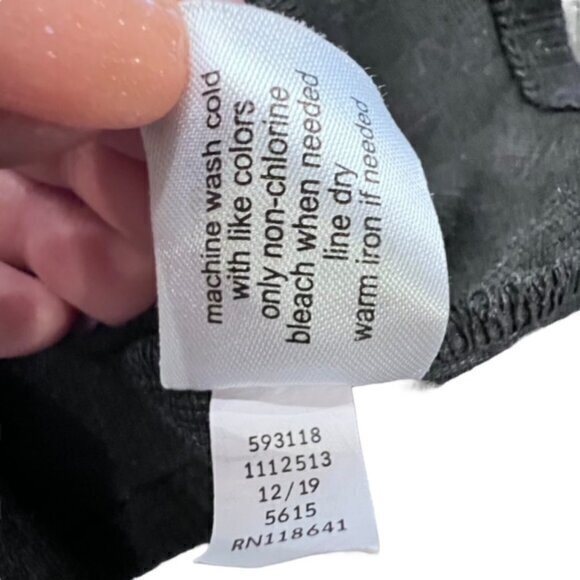 machine wash cold
with like colors
only non-chlorine
bleach when needed
line dry
warm iron if needed
593118
1112513
12/19
5615
RN118641